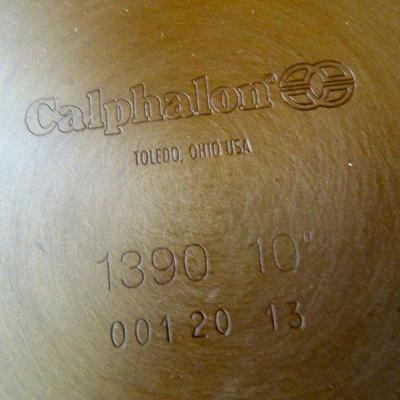 Calphalon®
TOLEDO, OHIO USA
1390 10"
00120 13